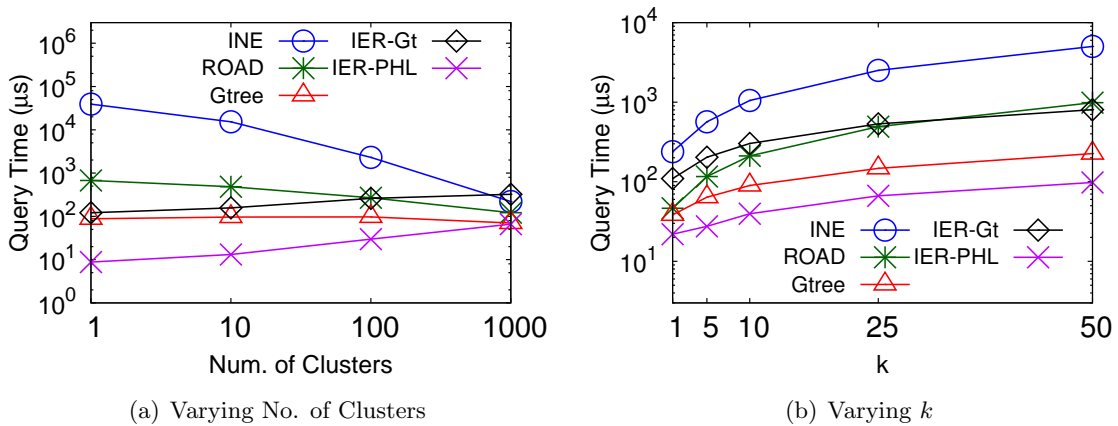 10^6
10^5
10^4
10^3
10^2
10^1
10^0
Query Time (μs)
INE
ROAD
Gtree
IER-Gt
IER-PHL
1 10 100 1000
Num. of Clusters
(a) Varying No. of Clusters
10^4
10^3
10^2
10^1
Query Time (μs)
INE
ROAD
Gtree
IER-Gt
IER-PHL
1 5 10 25 50
k
(b) Varying k